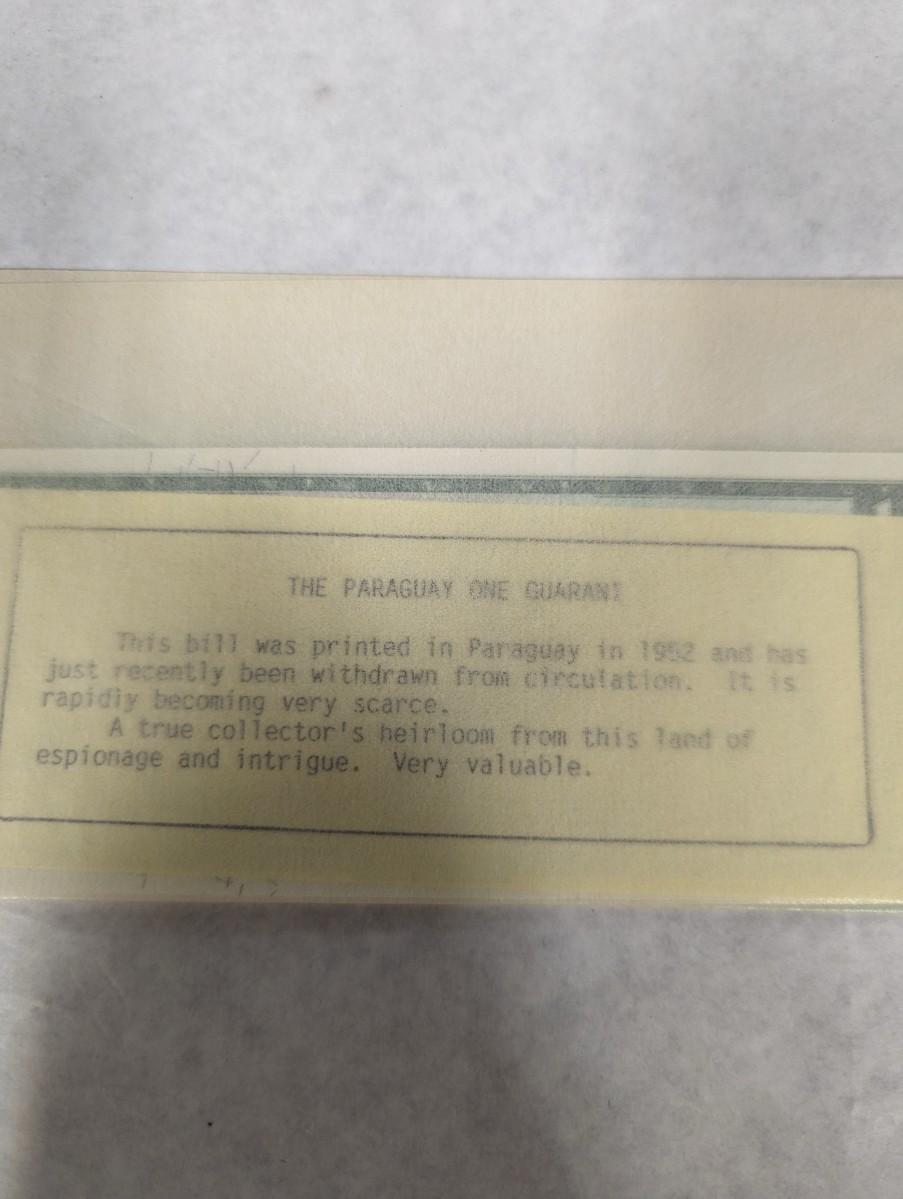 THE PARAGUAY ONE GUARANI
This bill was printed in Paraguay in 1952 and has
just recently been withdrawn from circulation. It is
rapidly becoming very scarce.
A true collector's heirloom from this land of
espionage and intrigue. Very valuable.